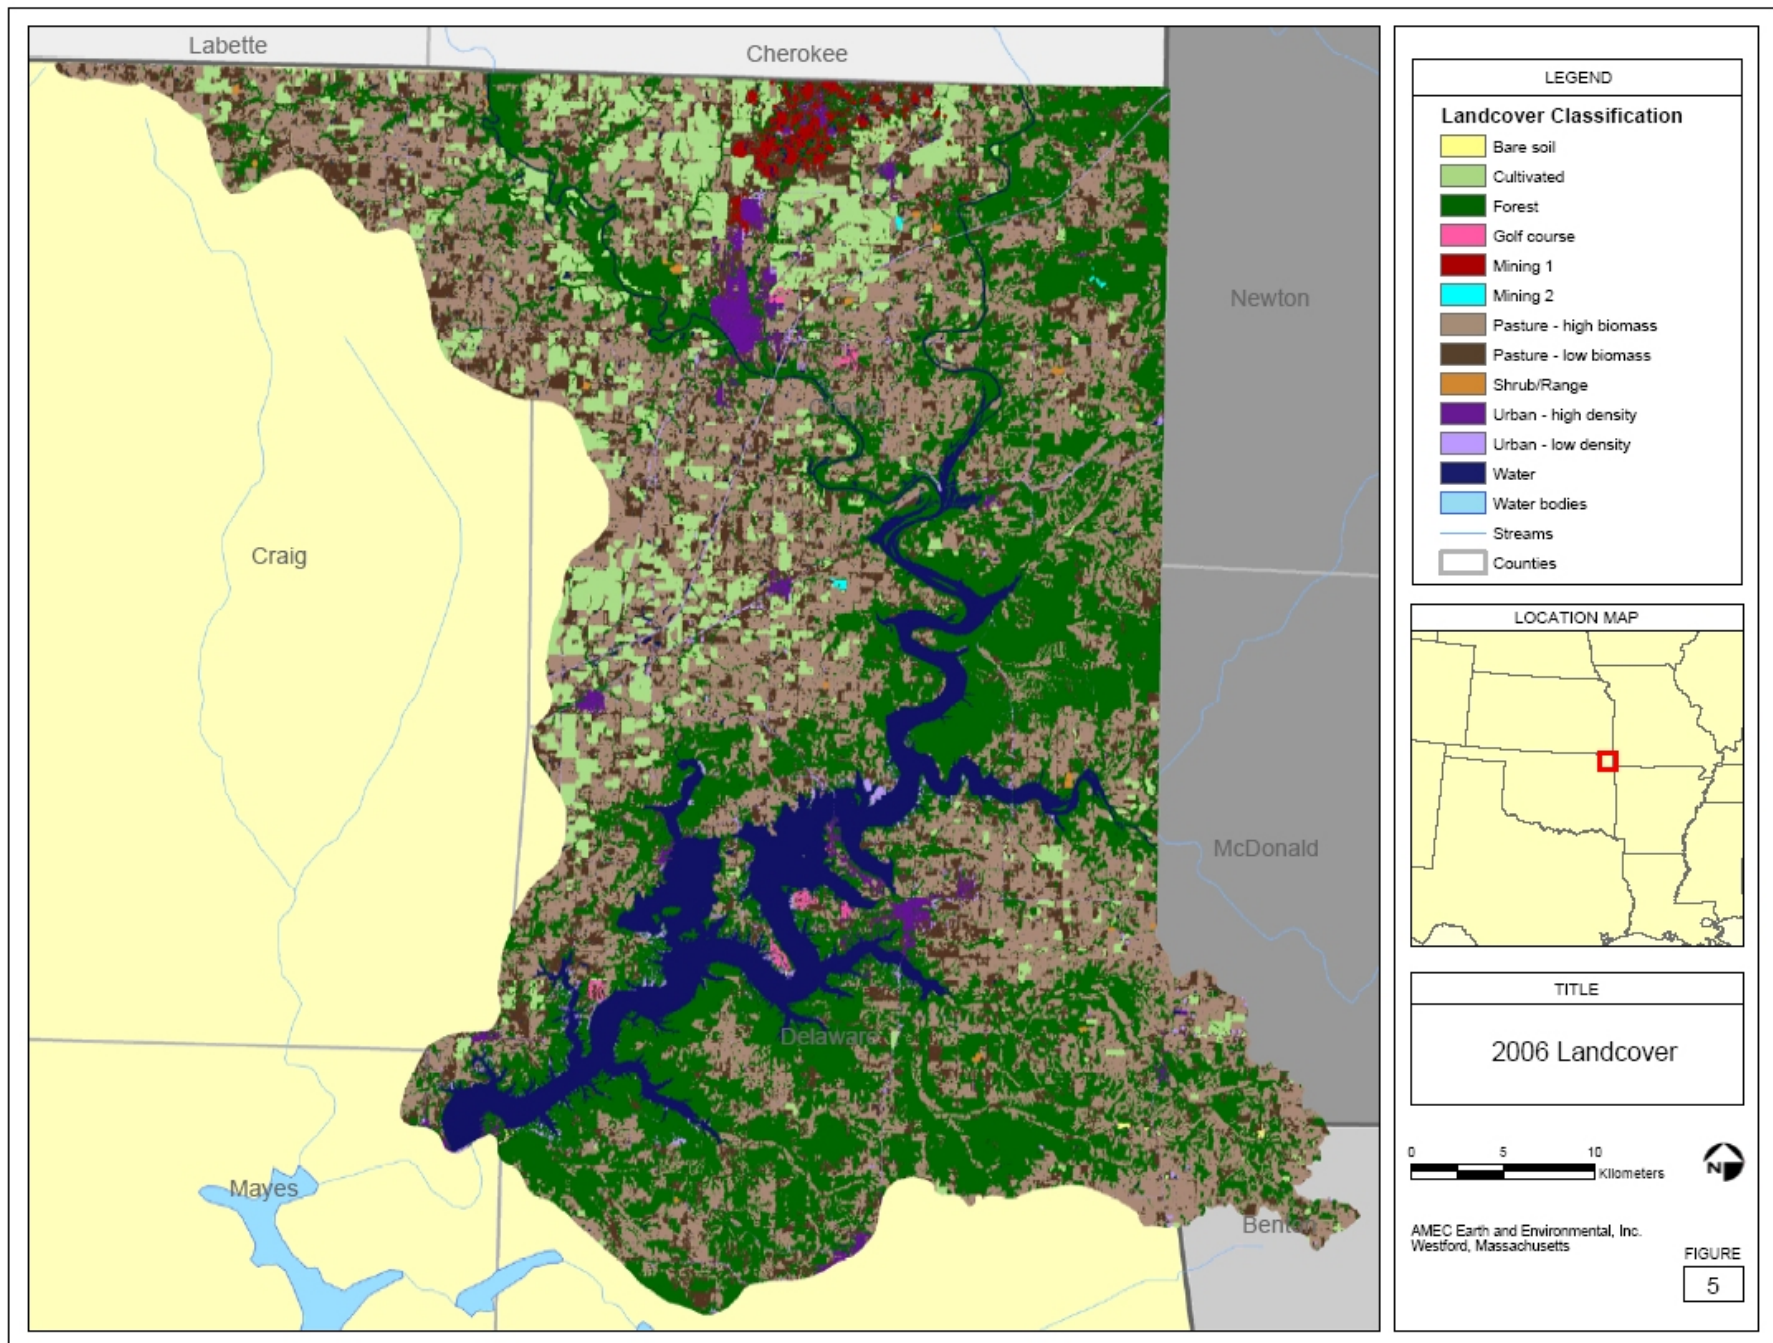 Labette
Cherokee
Newton
Ottawa
Craig
McDonald
Delaware
Mayes
Benton
LEGEND
Landcover Classification
Bare soil
Cultivated
Forest
Golf course
Mining 1
Mining 2
Pasture - high biomass
Pasture - low biomass
Shrub/Range
Urban - high density
Urban - low density
Water
Water bodies
Streams
Counties
LOCATION MAP
TITLE
2006 Landcover
0 5 10
Kilometers
N
AMEC Earth and Environmental, Inc.
Westford, Massachusetts
FIGURE
5